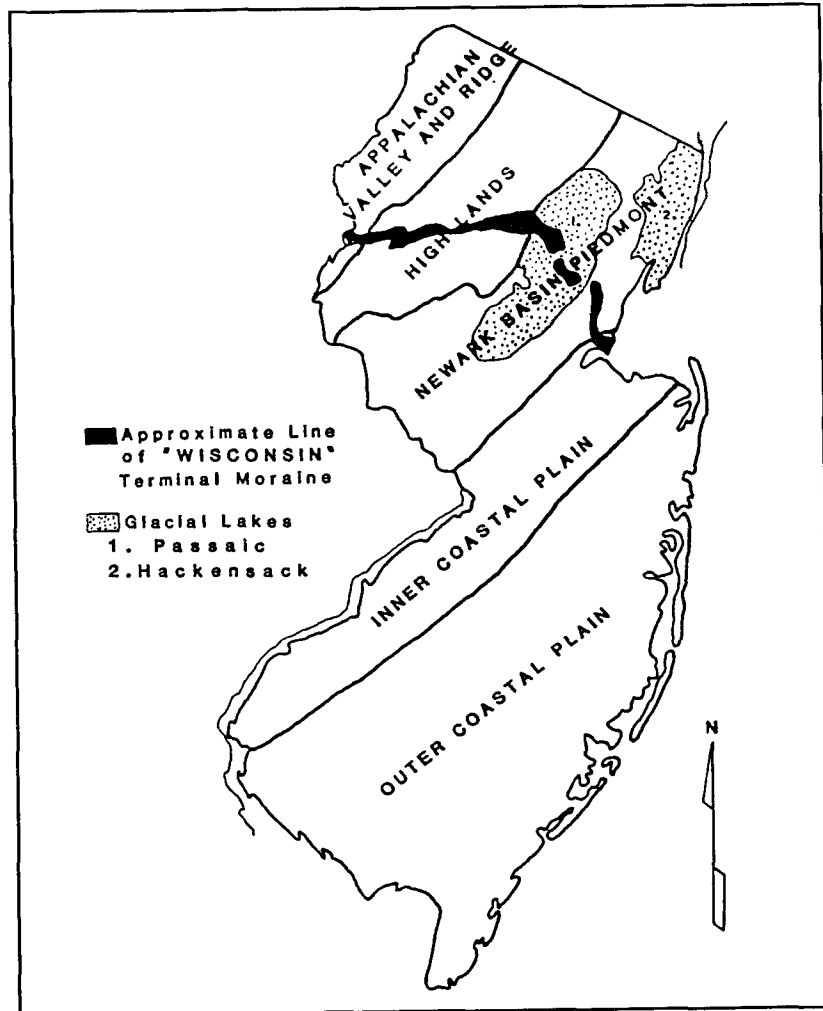 APPALACHIAN
VALLEY AND RIDGE
HIGHLANDS
1.
2.
NEWARK BASIN PIEDMONT
Approximate Line
of "WISCONSIN"
Terminal Moraine
Glacial Lakes
1. Passaic
2. Hackensack
INNER COASTAL PLAIN
OUTER COASTAL PLAIN
N